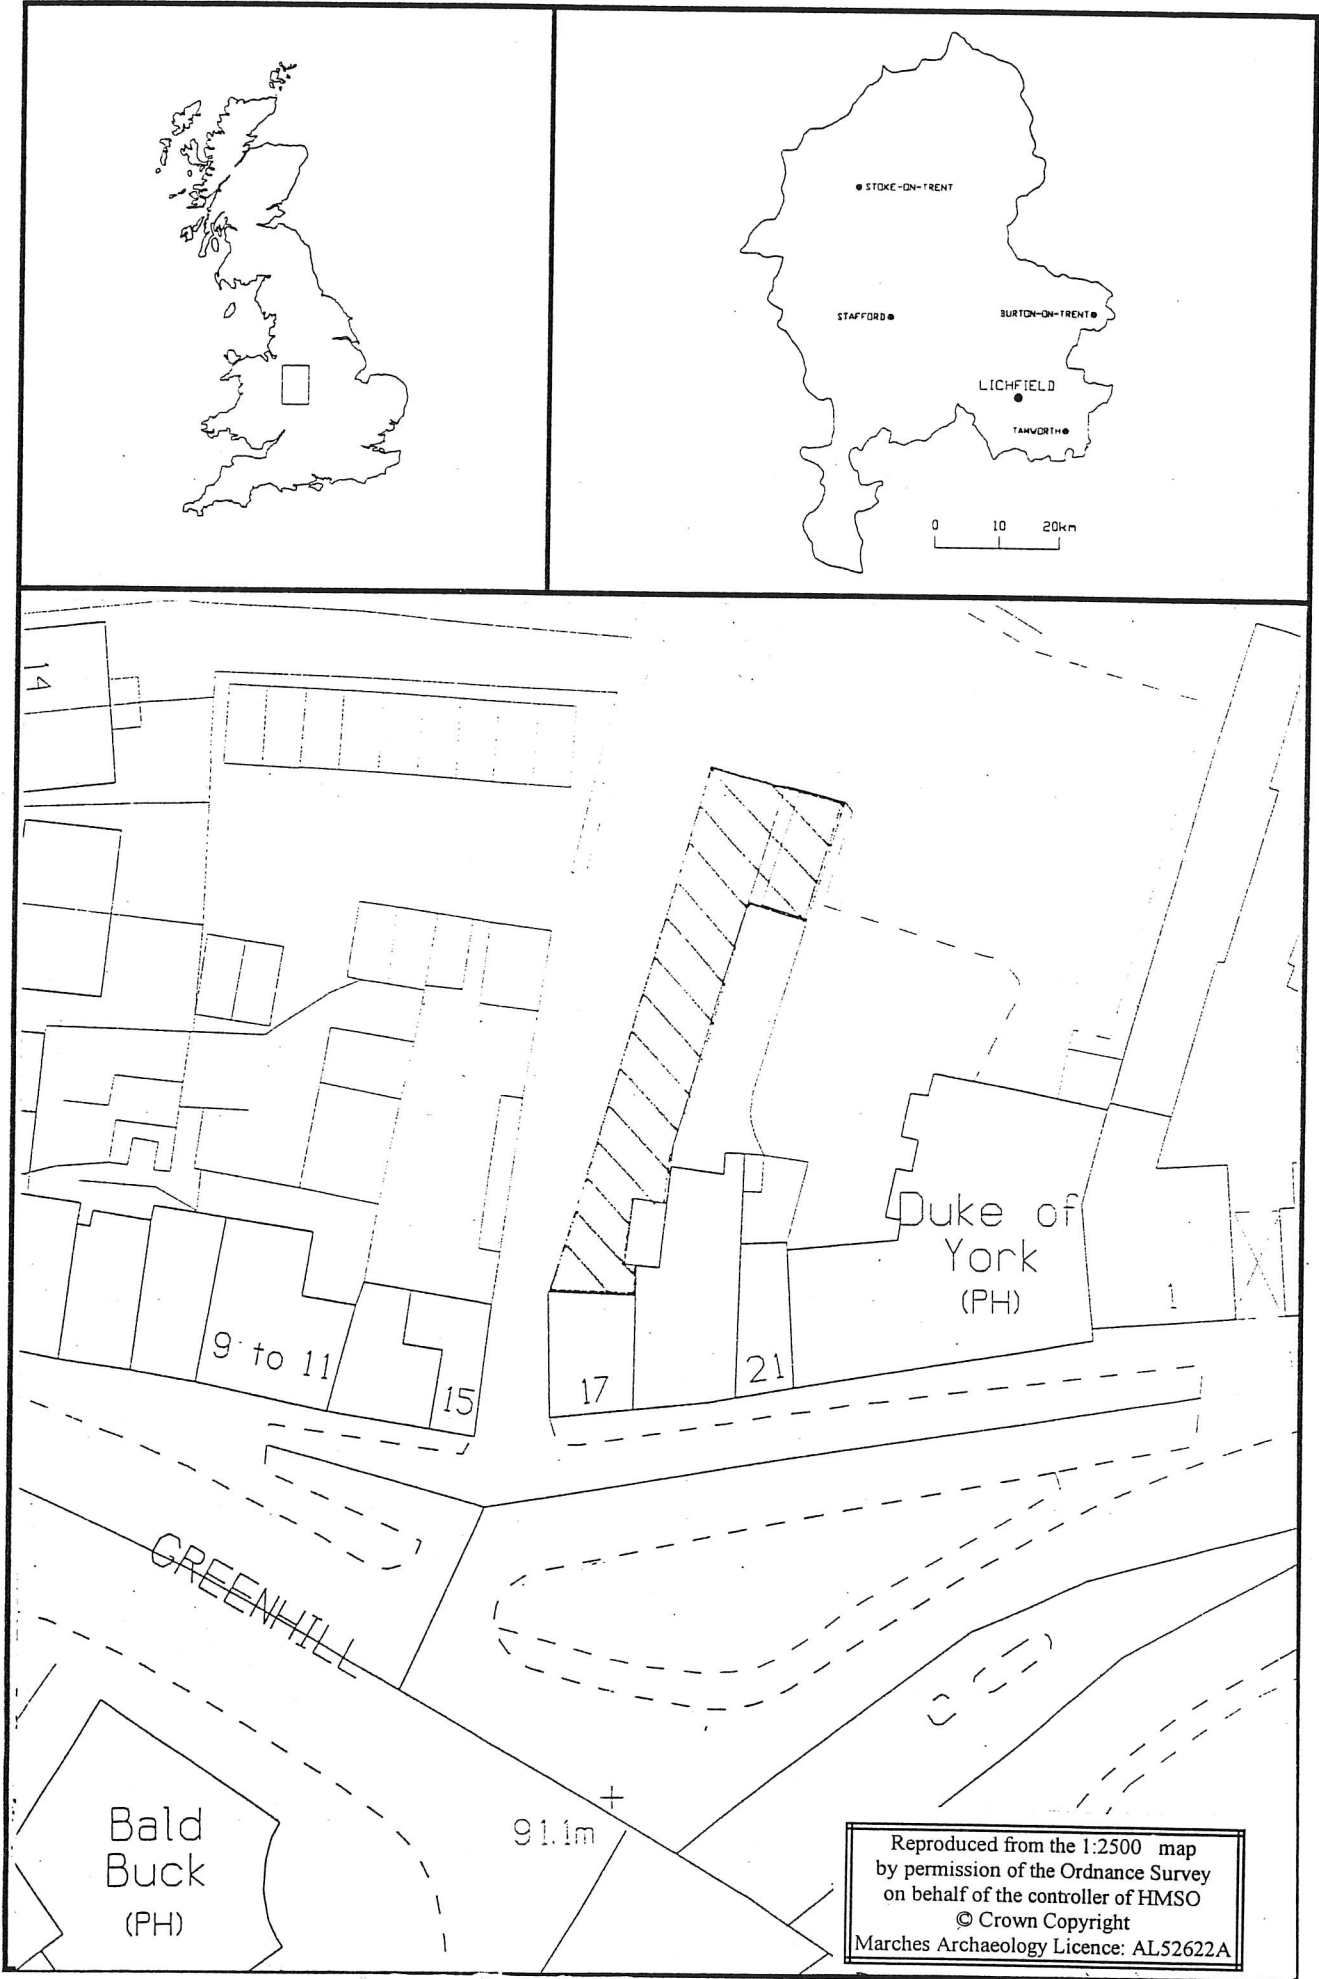 STOKE-ON-TRENT
STAFFORD
BURTON-ON-TRENT
LICHFIELD
TAMWORTH
0 10 20km
14
Duke of
York
(PH)
1
9 to 11
15
17
21
GREENHILL
91.1m
Bald
Buck
(PH)
Reproduced from the 1:2500 map
by permission of the Ordnance Survey
on behalf of the controller of HMSO
© Crown Copyright
Marches Archaeology Licence: AL52622A